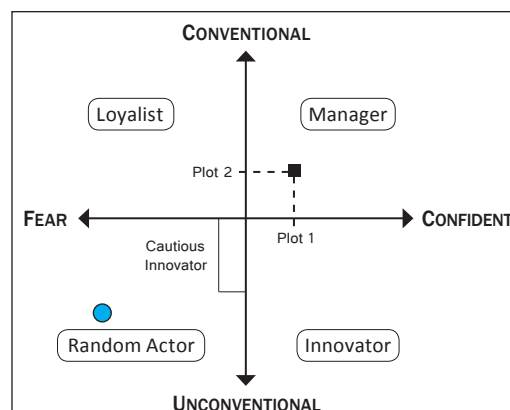 CONVENTIONAL
Loyalist
Manager
Plot 2
FEAR
CONFIDENT
Plot 1
Cautious
Innovator
Random Actor
Innovator
UNCONVENTIONAL